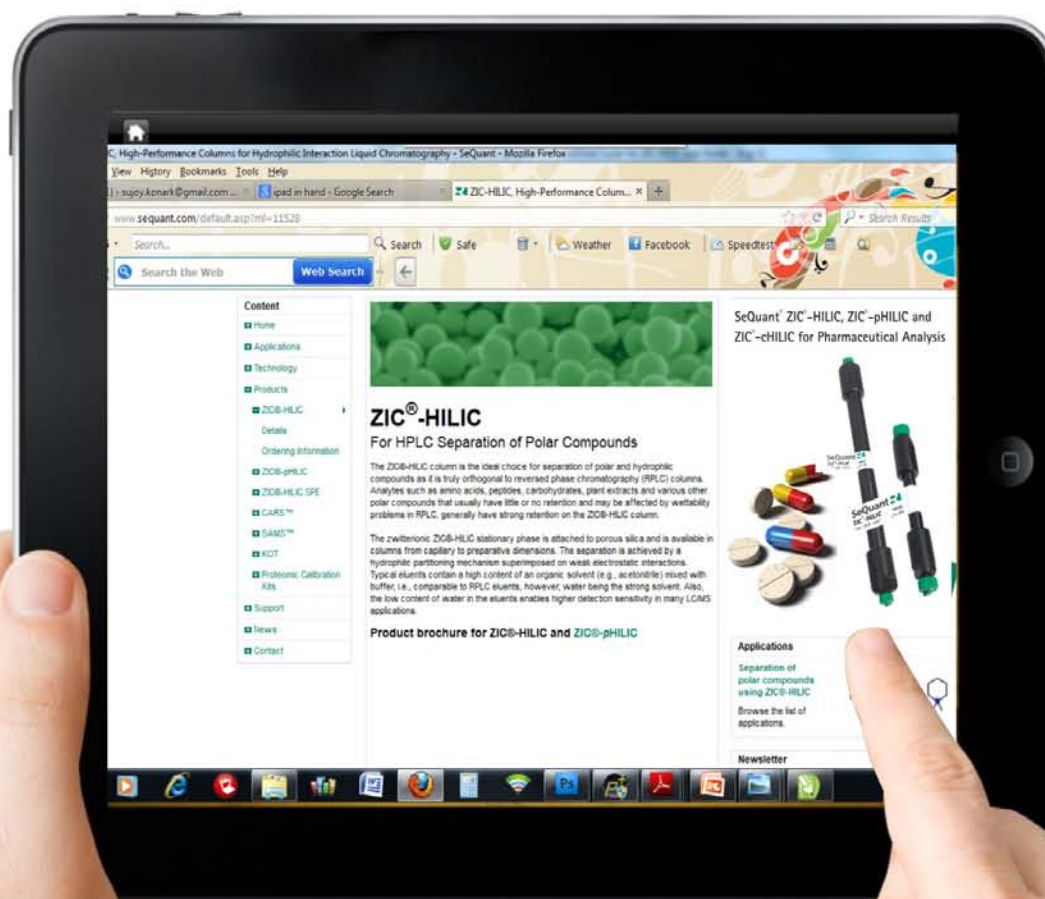 C, High-Performance Columns for Hydrophilic Interaction Liquid Chromatography - SeQuant - Mozilla Firefox
View History Bookmarks Tools Help
- sujoy.konark@gmail.com ...
ipad in hand - Google Search
ZIC-HILIC, High-Performance Colum...
www.sequant.com/default.asp?ml=11528
Search Results
Search...
Search
Safe
Weather
Facebook
Speedtest
Search the Web
Web Search
Content
Home
Applications
Technology
Products
ZIC®-HILIC
Details
Ordering Information
ZIC®-pHILIC
ZIC®-HILIC SPE
CARS™
SAMS™
KOT
Proteomic Calibration
Kits
Support
News
Contact
ZIC®-HILIC
For HPLC Separation of Polar Compounds
The ZIC®-HILIC column is the ideal choice for separation of polar and hydrophilic
compounds as it is truly orthogonal to reversed phase chromatography (RPLC) columns.
Analytes such as amino acids, peptides, carbohydrates, plant extracts and various other
polar compounds that usually have little or no retention and may be affected by wettability
problems in RPLC, generally have strong retention on the ZIC®-HILIC column.
The zwitterionic ZIC®-HILIC stationary phase is attached to porous silica and is available in
columns from capillary to preparative dimensions. The separation is achieved by a
hydrophilic partitioning mechanism superimposed on weak electrostatic interactions.
Typical eluents contain a high content of an organic solvent (e.g., acetonitrile) mixed with
buffer, i.e., comparable to RPLC eluents, however, water being the strong solvent. Also,
the low content of water in the eluents enables higher detection sensitivity in many LC/MS
applications.
Product brochure for ZIC®-HILIC and ZIC®-pHILIC
SeQuant® ZIC®-HILIC, ZIC®-pHILIC and
ZIC®-cHILIC for Pharmaceutical Analysis
SeQuant
SeQuant
ZIC®-HILIC
Applications
Separation of
polar compounds
using ZIC®-HILIC
Browse the list of
applications.
Newsletter
Ps